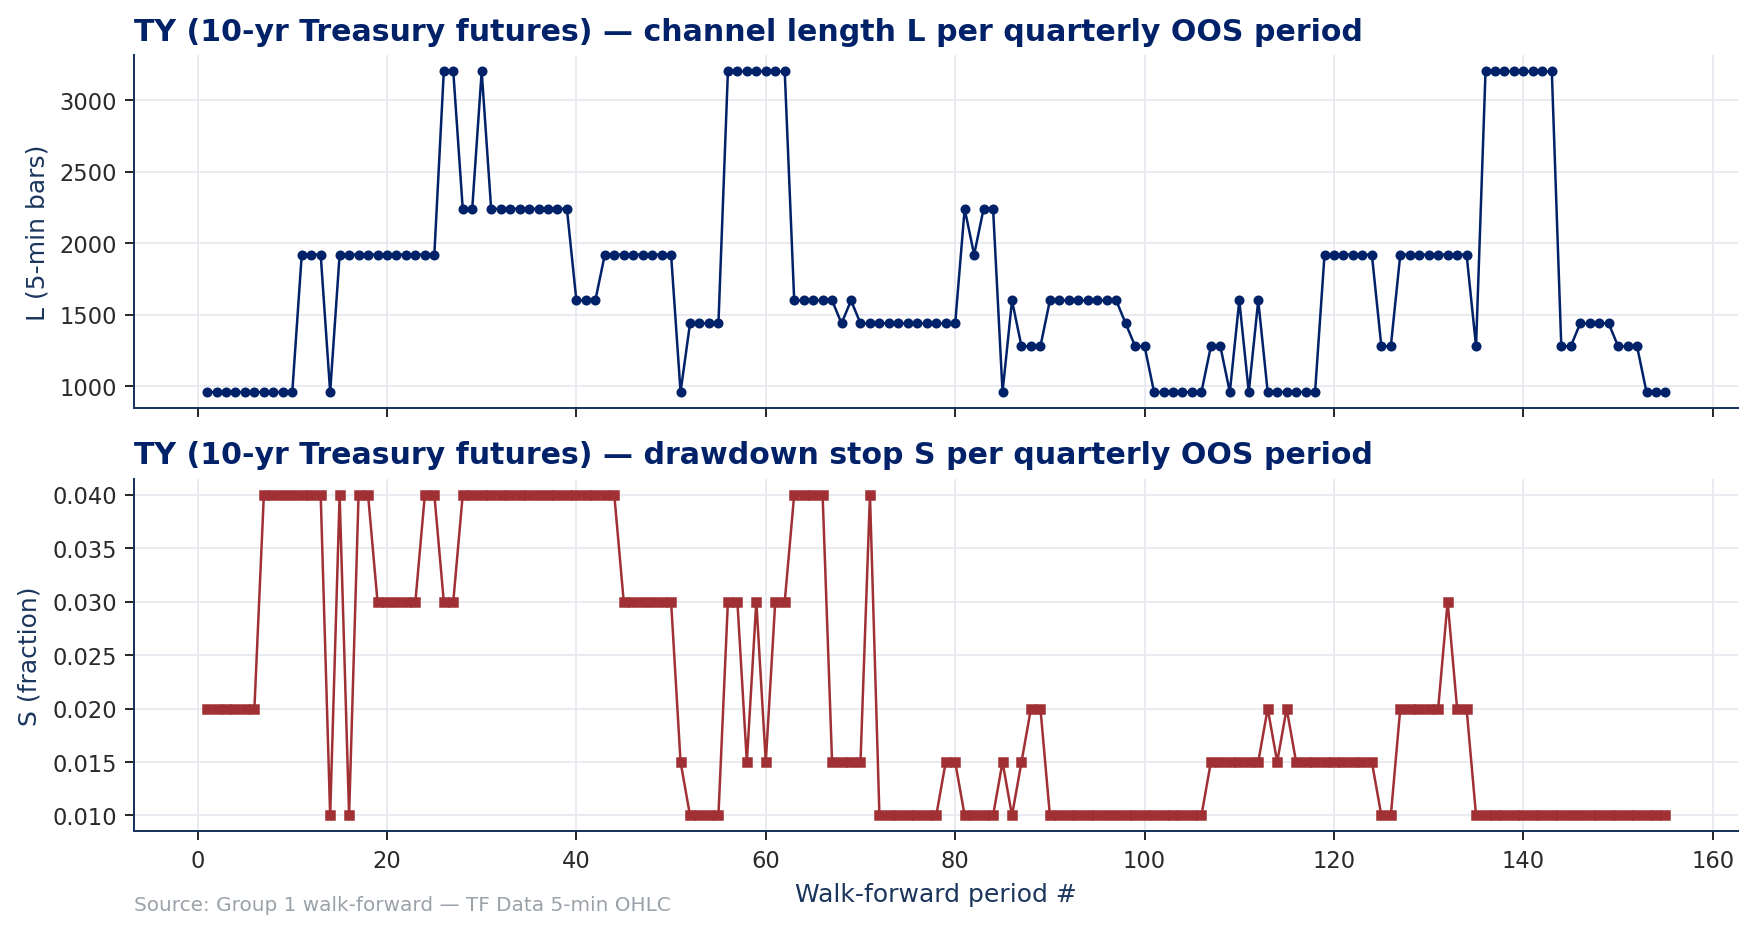 TY (10-yr Treasury futures) — channel length L per quarterly OOS period
L (5-min bars)
3000
2500
2000
1500
1000
TY (10-yr Treasury futures) — drawdown stop S per quarterly OOS period
S (fraction)
0.040
0.035
0.030
0.025
0.020
0.015
0.010
0 20 40 60 80 100 120 140 160
Walk-forward period #
Source: Group 1 walk-forward — TF Data 5-min OHLC